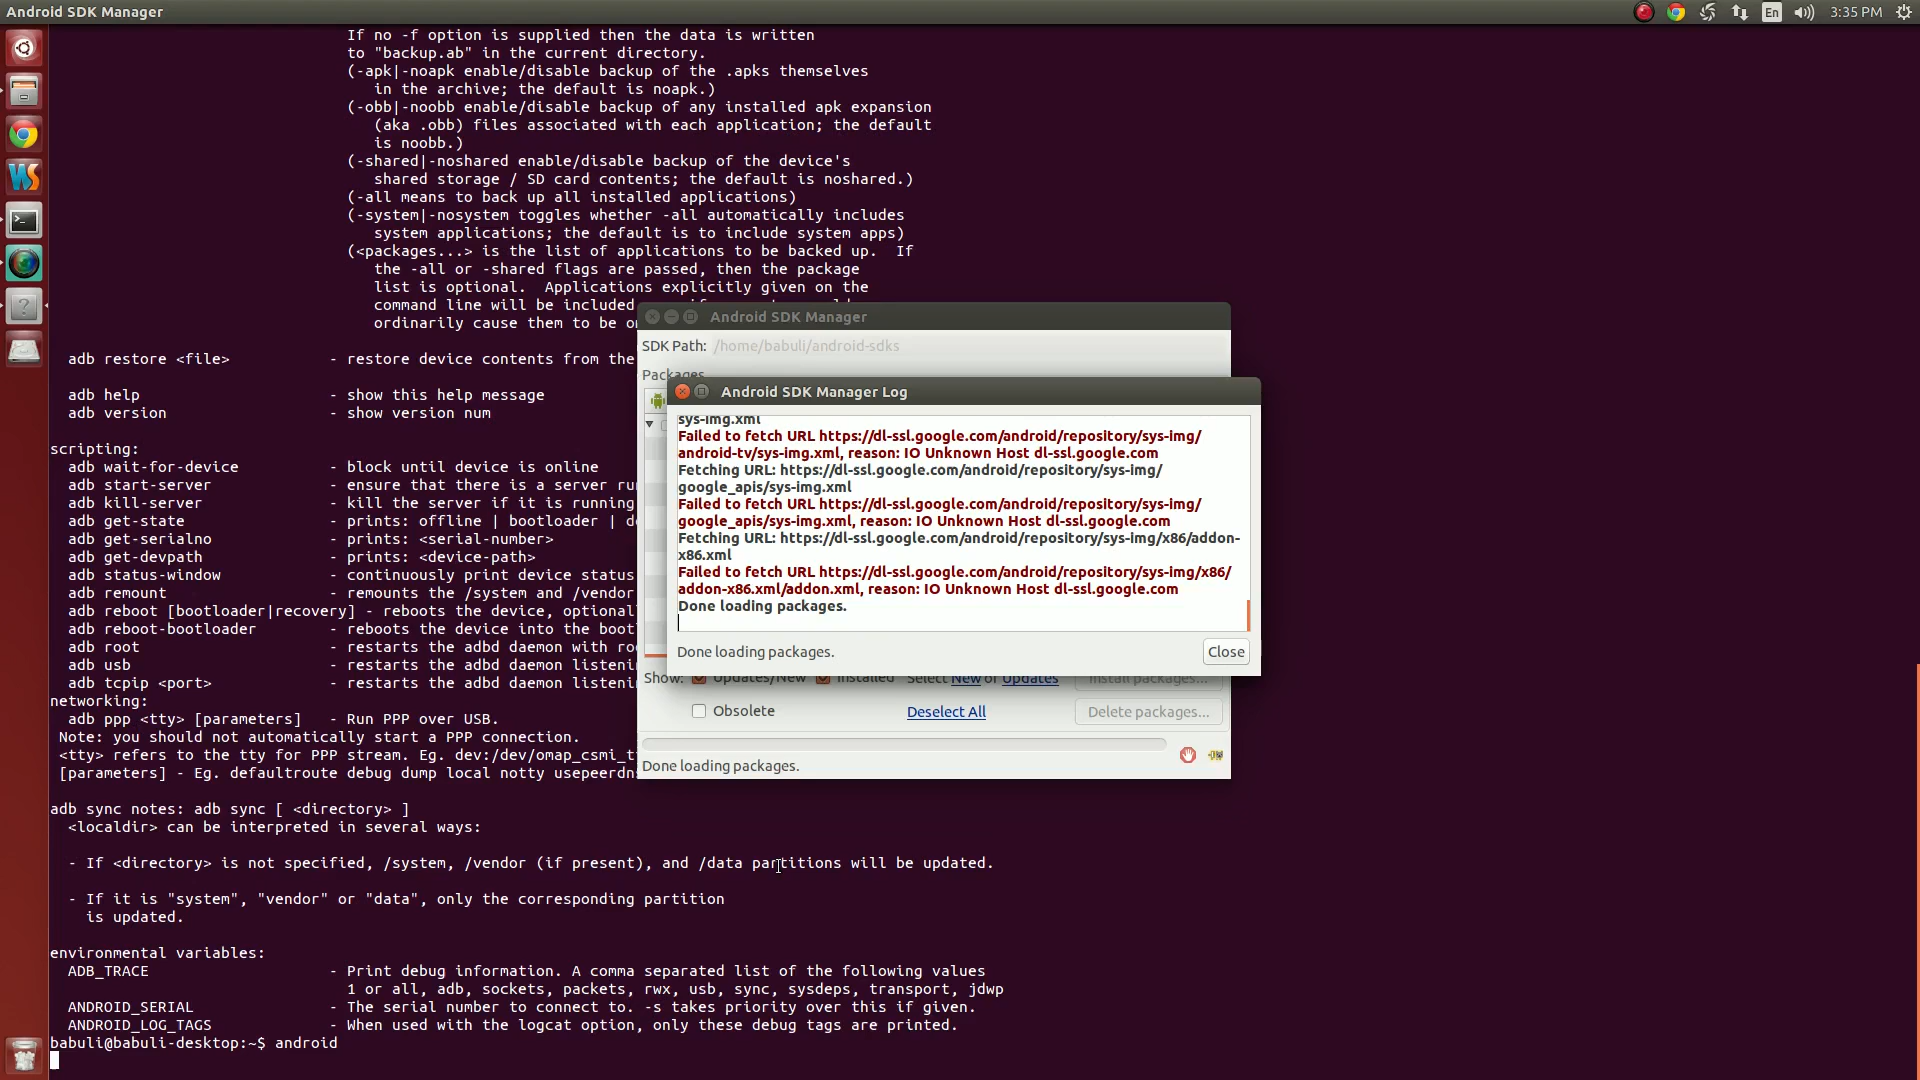 Android SDK Manager
En
3:35 PM
If no -f option is supplied then the data is written
to "backup.ab" in the current directory.
(-apk|-noapk enable/disable backup of the .apks themselves
in the archive; the default is noapk.)
(-obb|-noobb enable/disable backup of any installed apk expansion
(aka .obb) files associated with each application; the default
is noobb.)
(-shared|-noshared enable/disable backup of the device's
shared storage / SD card contents; the default is noshared.)
(-all means to back up all installed applications)
(-system|-nosystem toggles whether -all automatically includes
system applications; the default is to include system apps)
(<packages...> is the list of applications to be backed up.  If
the -all or -shared flags are passed, then the package
list is optional.  Applications explicitly given on the
command line will be included
ordinarily cause them to be
adb restore <file> - restore device contents from the
adb help - show this help message
adb version - show version num
scripting:
adb wait-for-device - block until device is online
adb start-server - ensure that there is a server
adb kill-server - kill the server if it is running
adb get-state - prints: offline | bootloader |
adb get-serialno - prints: <serial-number>
adb get-devpath - prints: <device-path>
adb status-window - continuously print device status
adb remount - remounts the /system and /vendor
adb reboot [bootloader|recovery] - reboots the device,
adb reboot-bootloader - reboots the device into the
adb root - restarts the adbd daemon with
adb usb - restarts the adbd daemon
adb tcpip <port> - restarts the adbd daemon
networking:
adb ppp <tty> [parameters] - Run PPP over USB.
Note: you should not automatically start a PPP connection.
<tty> refers to the tty for PPP stream. Eg.
[parameters] - Eg. defaultroute debug dump local notty
adb sync notes: adb sync [ <directory> ]
<localdir> can be interpreted in several ways:
- If <directory> is not specified, /system, /vendor (if present), and /data partitions will be updated.
- If it is "system", "vendor" or "data", only the corresponding partition
is updated.
environmental variables:
ADB_TRACE - Print debug information. A comma separated list of the following values
1 or all, adb, sockets, packets, rwx, usb, sync, sysdeps, transport, jdwp
ANDROID_SERIAL - The serial number to connect to. -s takes priority over this if given.
ANDROID_LOG_TAGS - When used with the logcat option, only these debug tags are printed.
babuli@babuli-desktop:~$ android
Android SDK Manager
SDK Path: /home/babuli/android-sdks
Packages
Android SDK Manager Log
sys-img.xml
Failed to fetch URL https://dl-ssl.google.com/android/repository/sys-img/
android-tv/sys-img.xml, reason: IO Unknown Host dl-ssl.google.com
Fetching URL: https://dl-ssl.google.com/android/repository/sys-img/
google_apis/sys-img.xml
Failed to fetch URL https://dl-ssl.google.com/android/repository/sys-img/
google_apis/sys-img.xml, reason: IO Unknown Host dl-ssl.google.com
Fetching URL: https://dl-ssl.google.com/android/repository/sys-img/x86/addon-
x86.xml
Failed to fetch URL https://dl-ssl.google.com/android/repository/sys-img/x86/
addon-x86.xml/addon.xml, reason: IO Unknown Host dl-ssl.google.com
Done loading packages.
Done loading packages.
Close
Show: Updates/New Installed Select New or Updates Install packages...
Obsolete Deselect All Delete packages...
Done loading packages.